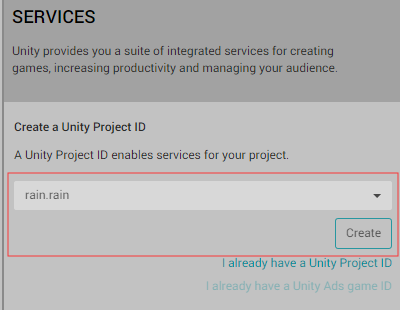 SERVICES
Unity provides you a suite of integrated services for creating
games, increasing productivity and managing your audience.
Create a Unity Project ID
A Unity Project ID enables services for your project.
rain.rain
Create
I already have a Unity Project ID
I already have a Unity Ads game ID